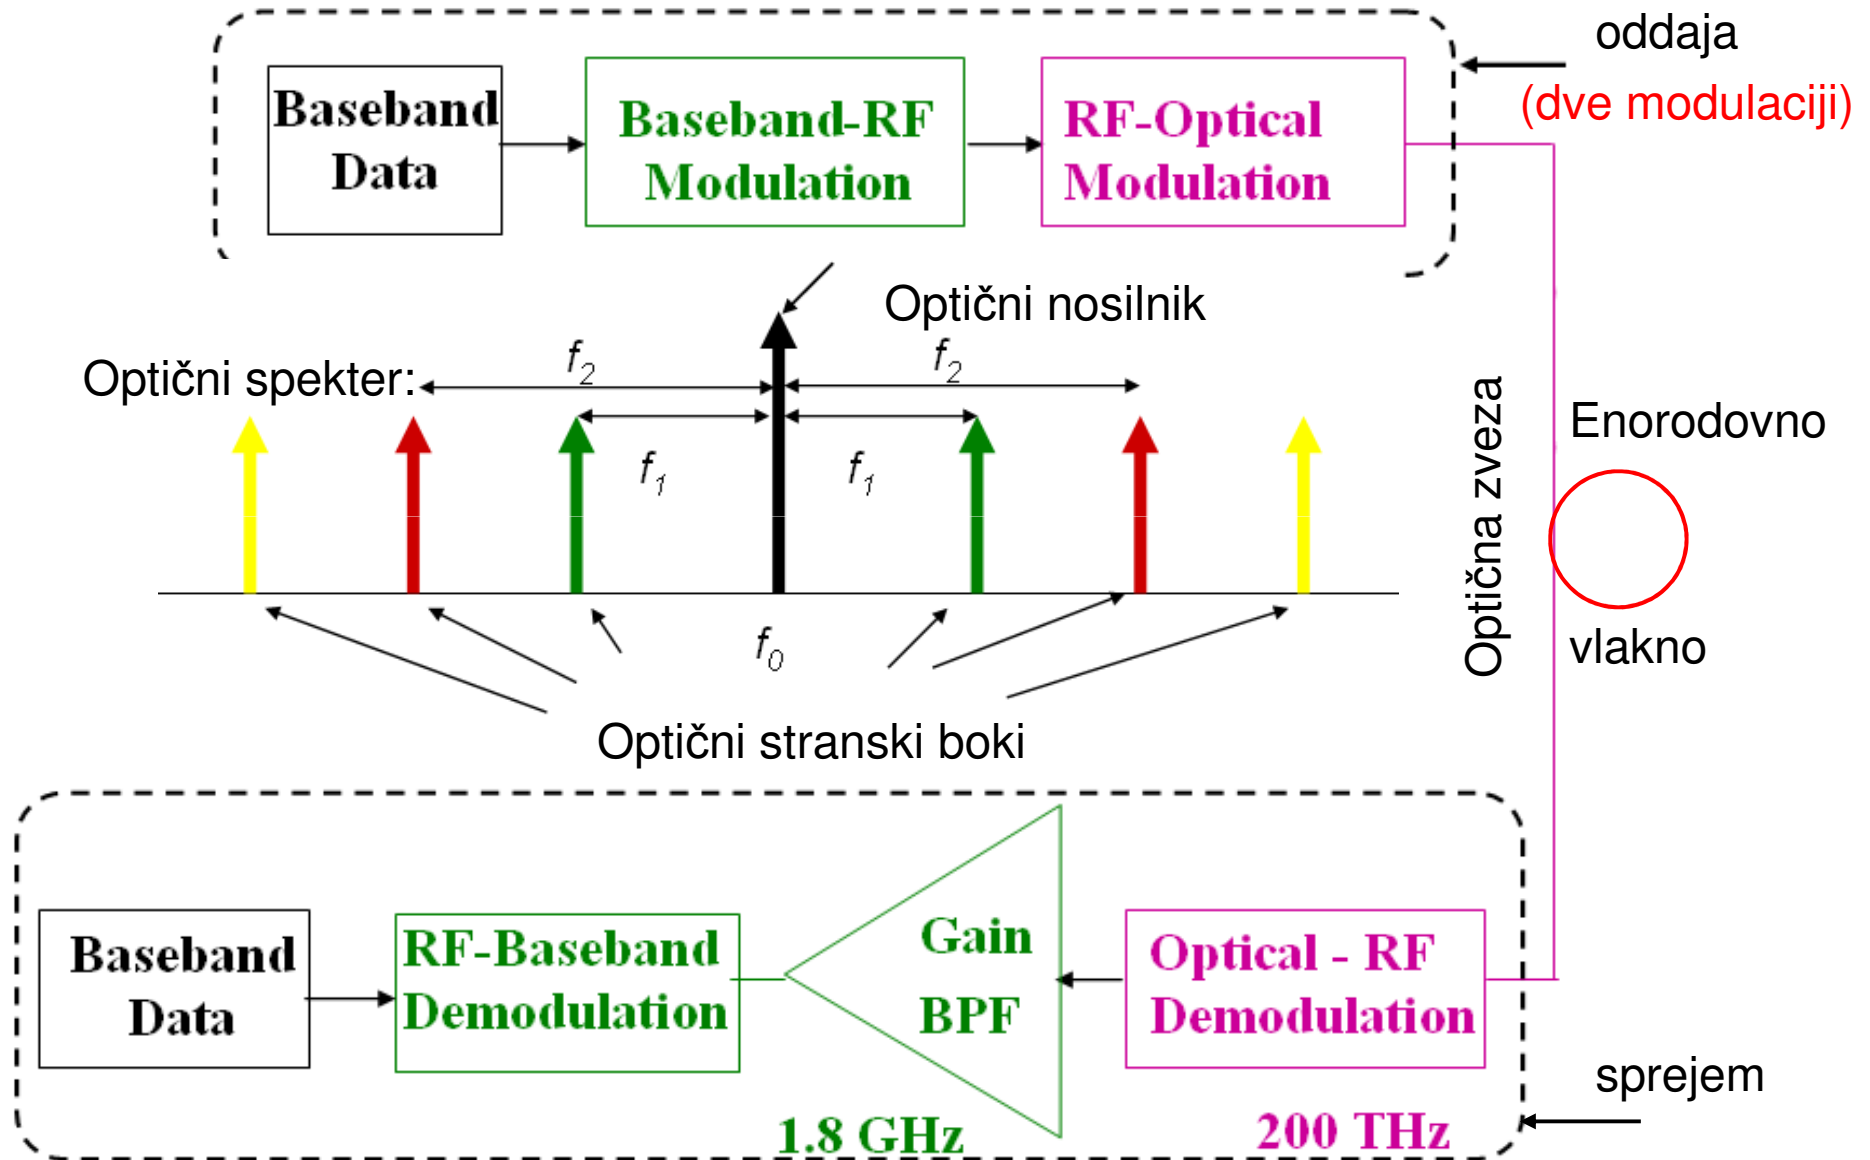 oddaja
(dve modulaciji)
Baseband
Data
Baseband-RF
Modulation
RF-Optical
Modulation
Optični nosilnik
Optični spekter:
f2
f2
f1
f1
f0
Optični stranski boki
Optična zveza
Enorodovno
vlakno
Baseband
Data
RF-Baseband
Demodulation
Gain
BPF
Optical - RF
Demodulation
1.8 GHz
200 THz
sprejem